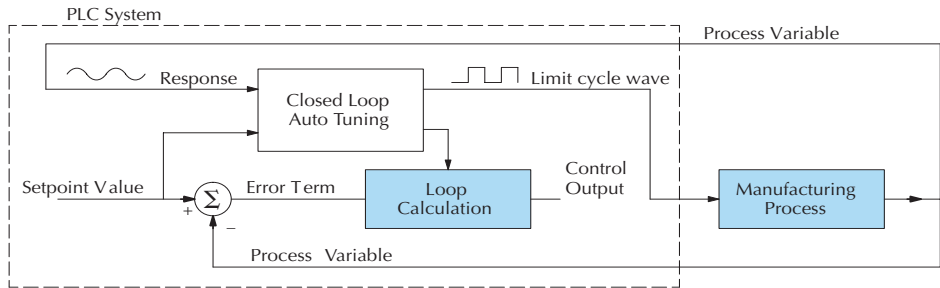 PLC System
Process Variable
Response
Limit cycle wave
Closed Loop
Auto Tuning
Setpoint Value
Error Term
Loop
Calculation
Control
Output
Manufacturing
Process
+
Σ
−
Process Variable